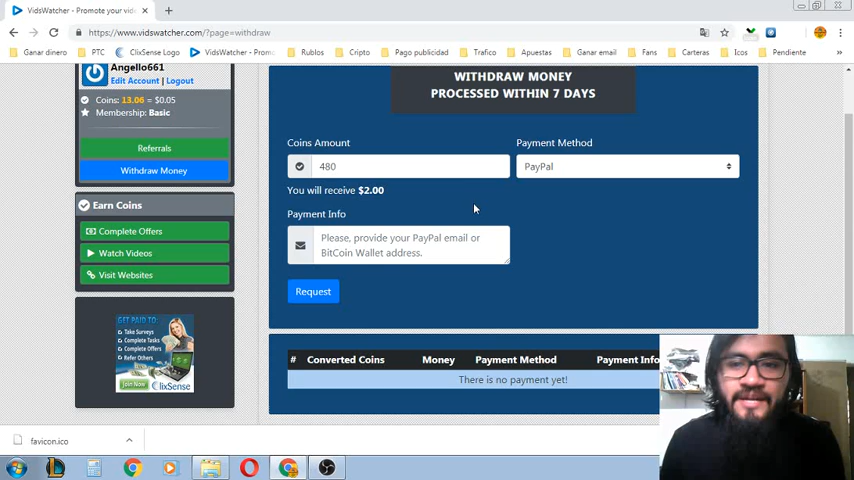 VidsWatcher - Promote your vide
https://www.vidswatcher.com/?page=withdraw
Ganar dinero
PTC
ClixSense Logo
VidsWatcher - Promo
Rublos
Cripto
Pago publicidad
Trafico
Apuestas
Ganar email
Fan
Carteras
Icos
Pendiente
Angello661
Edit Account | Logout
Coins: 13.06 = $0.05
Membership: Basic
Referrals
Withdraw Money
Earn Coins
Complete Offers
Watch Videos
Visit Websites
GET PAID TO:
Take Surveys
Complete Tasks
Complete Offers
Refer Others
Join Now
ClixSense
WITHDRAW MONEY
PROCESSED WITHIN 7 DAYS
Coins Amount
Payment Method
480
PayPal
You will receive $2.00
Payment Info
Please, provide your PayPal email or
BitCoin Wallet address.
Request
# Converted Coins Money Payment Method Payment Info
There is no payment yet!
favicon.ico